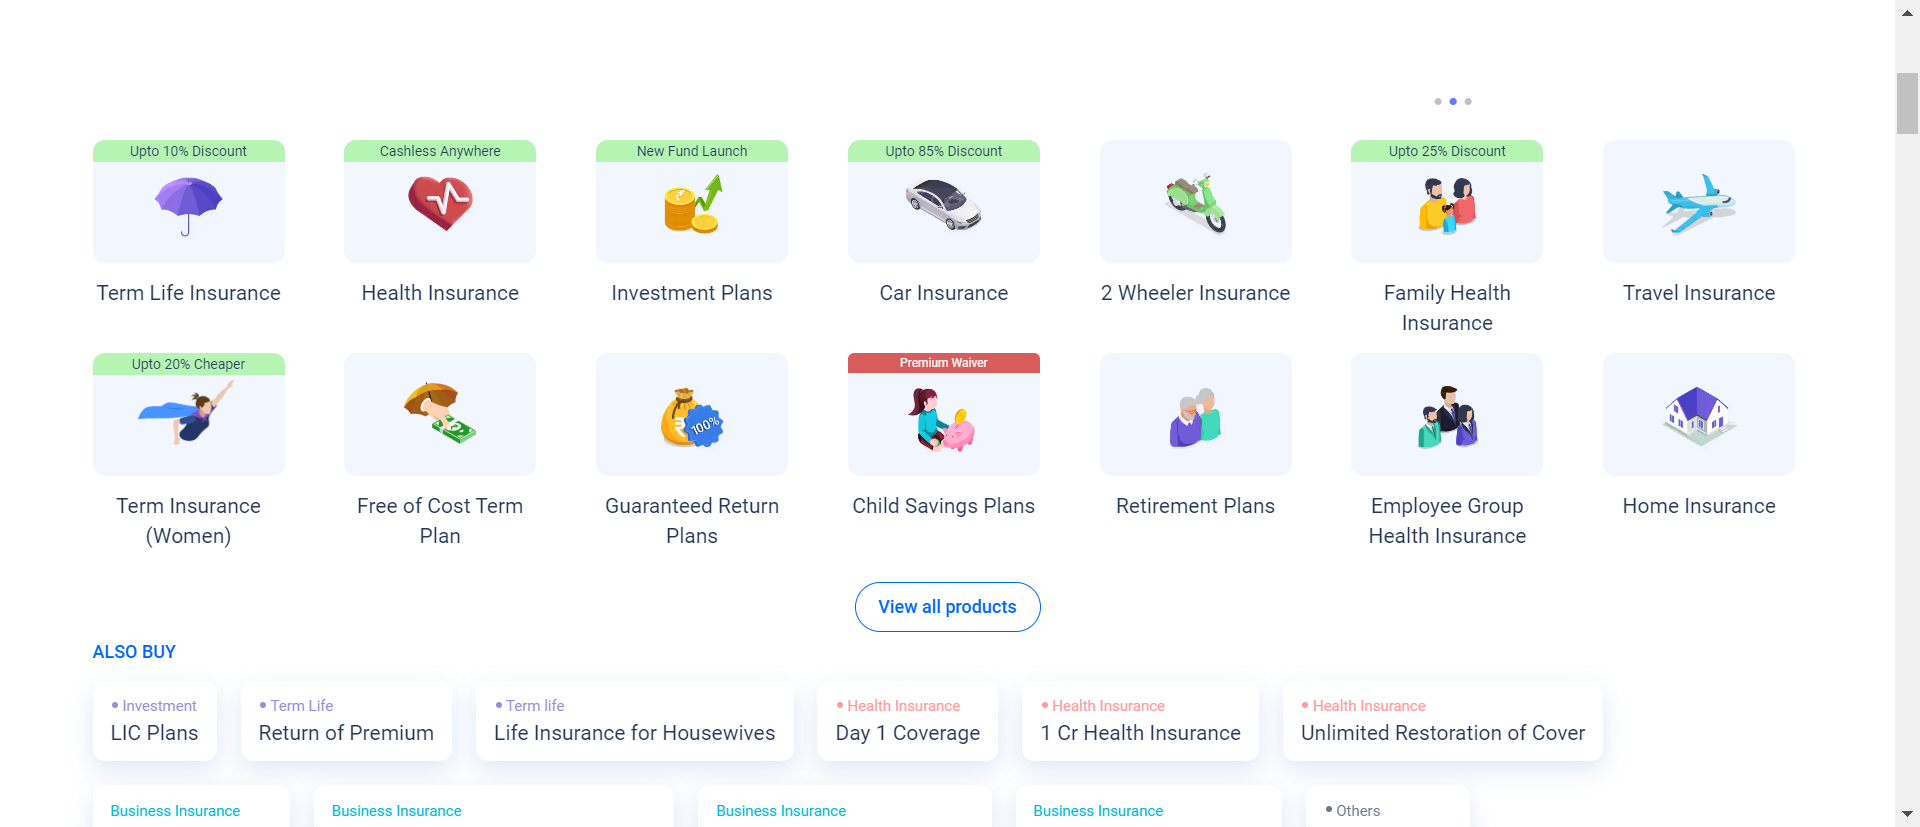 Upto 10% Discount
Cashless Anywhere
New Fund Launch
Upto 85% Discount
Upto 25% Discount
Term Life Insurance
Health Insurance
Investment Plans
Car Insurance
2 Wheeler Insurance
Family Health
Insurance
Travel Insurance
Upto 20% Cheaper
Premium Waiver
100%
Term Insurance
(Women)
Free of Cost Term
Plan
Guaranteed Return
Plans
Child Savings Plans
Retirement Plans
Employee Group
Health Insurance
Home Insurance
View all products
ALSO BUY
Investment
LIC Plans
Term Life
Return of Premium
Term life
Life Insurance for Housewives
Health Insurance
Day 1 Coverage
Health Insurance
1 Cr Health Insurance
Health Insurance
Unlimited Restoration of Cover
Business Insurance
Business Insurance
Business Insurance
Business Insurance
Others